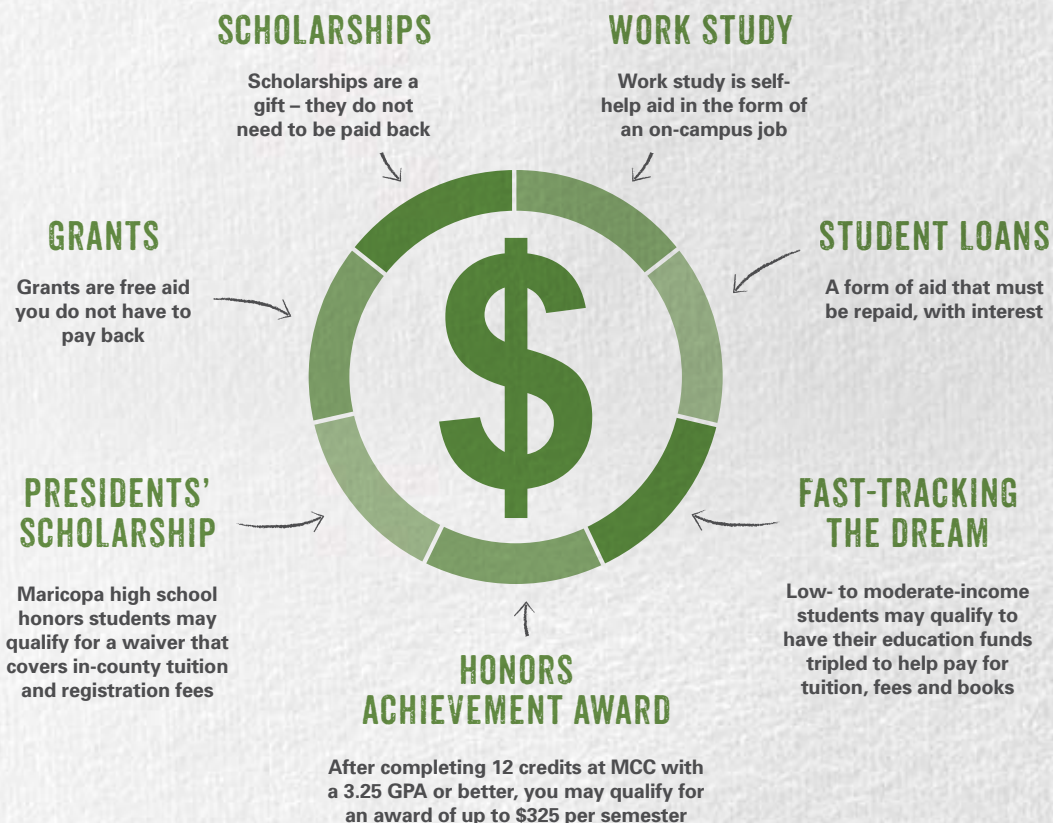 SCHOLARSHIPS
Scholarships are a
gift – they do not
need to be paid back
WORK STUDY
Work study is self-
help aid in the form of
an on-campus job
GRANTS
Grants are free aid
you do not have to
pay back
STUDENT LOANS
A form of aid that must
be repaid, with interest
$
PRESIDENTS'
SCHOLARSHIP
Maricopa high school
honors students may
qualify for a waiver that
covers in-county tuition
and registration fees
FAST-TRACKING
THE DREAM
Low- to moderate-income
students may qualify to
have their education funds
tripled to help pay for
tuition, fees and books
HONORS
ACHIEVEMENT AWARD
After completing 12 credits at MCC with
a 3.25 GPA or better, you may qualify for
an award of up to $325 per semester